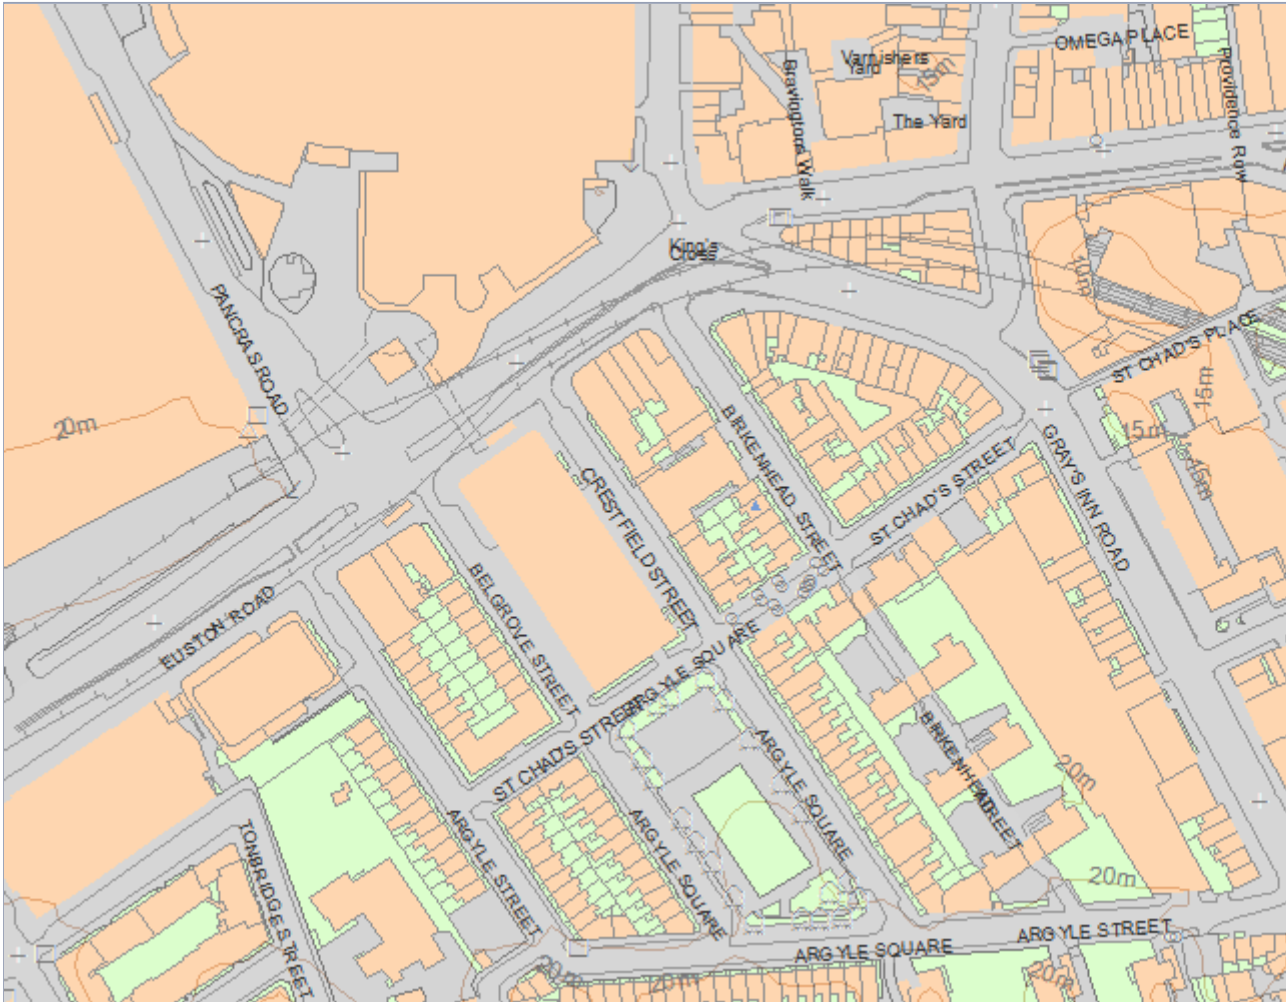 OMEGA PLACE
Varnishers
Yard
15m
Bravingtons Walk
Providence Row
The Yard
King's
Cross
10m
PANCRAS ROAD
ST CHAD'S PLACE
15m
20m
15m
15m
BIRKENHEAD STREET
GRAY'S INN ROAD
ST CHAD'S STREET
CRESTFIELD STREET
BELGROVE STREET
EUSTON ROAD
ARGYLE SQUARE
ST CHAD'S STREET
ARGYLE SQUARE
BIRKENHEAD
STREET
20m
ARGYLE STREET
ARGYLE SQUARE
TONBRIDGE STREET
20m
ARGYLE STREET
ARGYLE SQUARE
20m
20m
20m